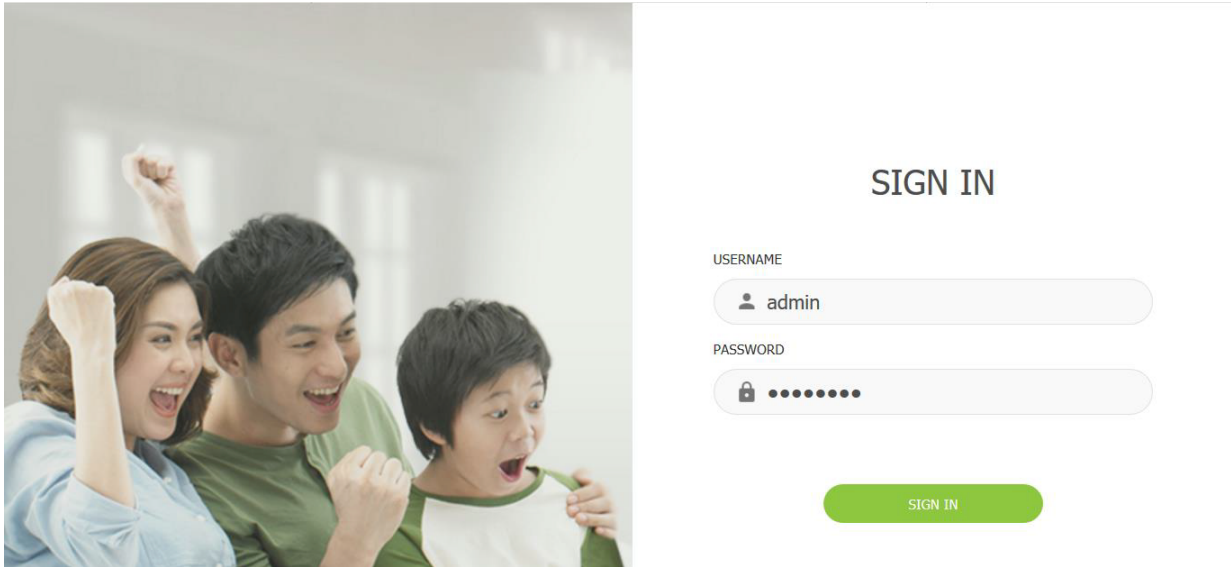 SIGN IN
USERNAME
admin
PASSWORD
••••••••
SIGN IN